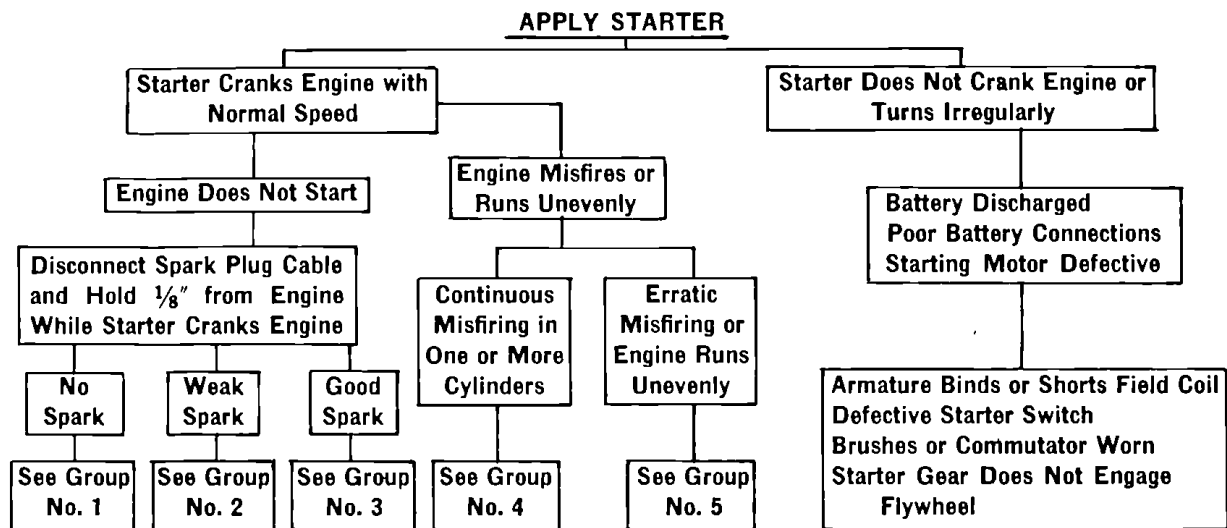 APPLY STARTER
Starter Cranks Engine with
Normal Speed
Starter Does Not Crank Engine or
Turns Irregularly
Engine Does Not Start
Engine Misfires or
Runs Unevenly
Battery Discharged
Poor Battery Connections
Starting Motor Defective
Disconnect Spark Plug Cable
and Hold 1/8" from Engine
While Starter Cranks Engine
Continuous
Misfiring in
One or More
Cylinders
Erratic
Misfiring or
Engine Runs
Unevenly
No
Spark
Weak
Spark
Good
Spark
Armature Binds or Shorts Field Coil
Defective Starter Switch
Brushes or Commutator Worn
Starter Gear Does Not Engage
Flywheel
See Group
No. 1
See Group
No. 2
See Group
No. 3
See Group
No. 4
See Group
No. 5